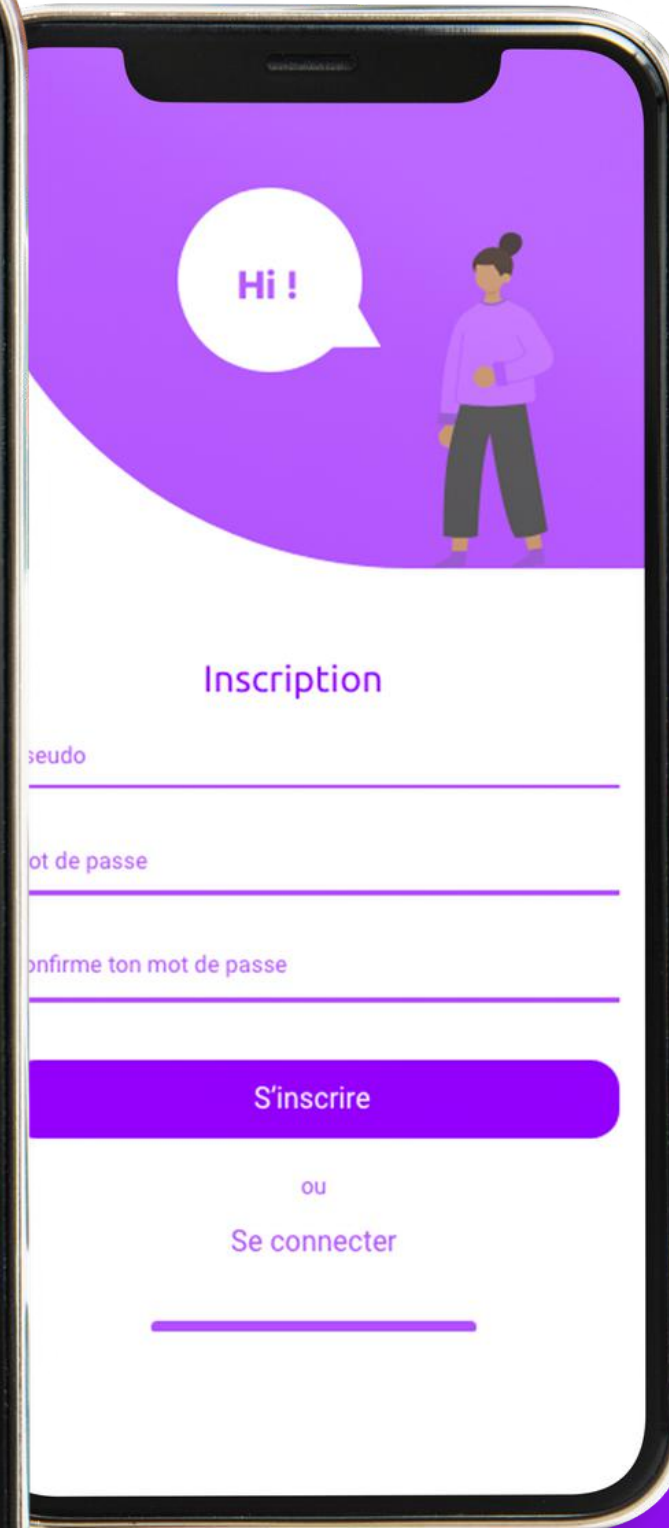 Hi !
Inscription
seudo
ot de passe
onfirme ton mot de passe
S'inscrire
ou
Se connecter